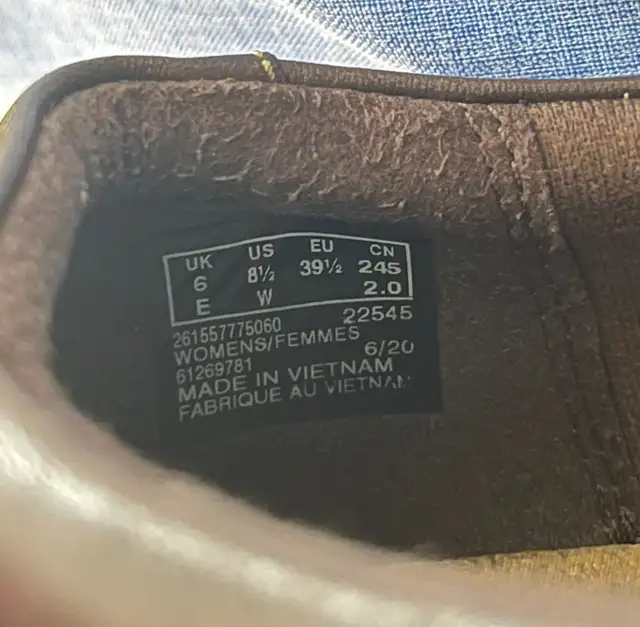 UK US EU CN
6 8½ 39½ 245
E W 2.0
261557775060 22545
WOMENS/FEMMES
61269781 6/20
MADE IN VIETNAM
FABRIQUE AU VIETNAM